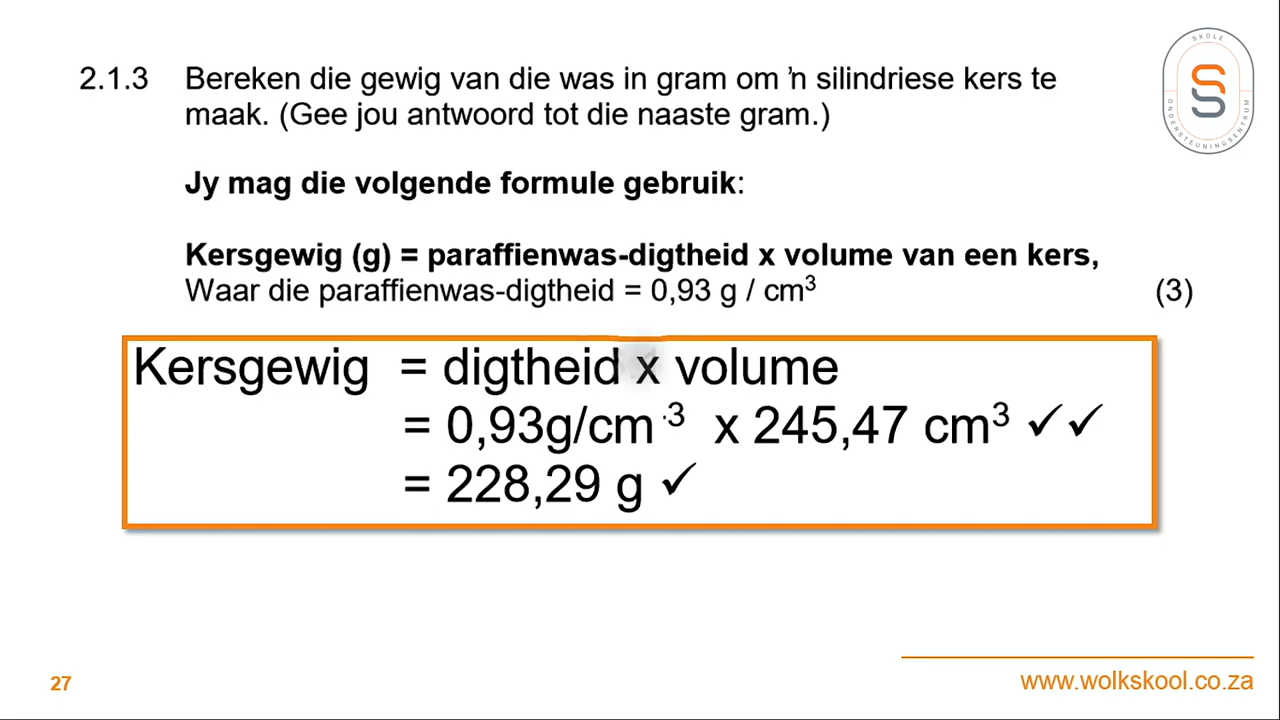 SKOLE
ONDERSTEUNINGSENTRUM
2.1.3 Bereken die gewig van die was in gram om ŉ silindriese kers te
maak. (Gee jou antwoord tot die naaste gram.)
Jy mag die volgende formule gebruik:
Kersgewig (g) = paraffienwas-digtheid x volume van een kers,
Waar die paraffienwas-digtheid = 0,93 g / cm³ (3)
Kersgewig = digtheid x volume
= 0,93g/cm³ x 245,47 cm³ ✓✓
= 228,29 g ✓
27
www.wolkskool.co.za